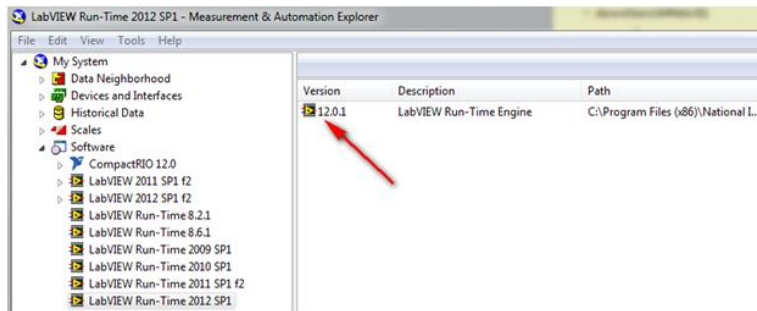 LabVIEW Run-Time 2012 SP1 - Measurement & Automation Explorer
File Edit View Tools Help
My System
Data Neighborhood
Devices and Interfaces
Historical Data
Scales
Software
CompactRIO 12.0
LabVIEW 2011 SP1 f2
LabVIEW 2012 SP1 f2
LabVIEW Run-Time 8.2.1
LabVIEW Run-Time 8.6.1
LabVIEW Run-Time 2009 SP1
LabVIEW Run-Time 2010 SP1
LabVIEW Run-Time 2011 SP1 f2
LabVIEW Run-Time 2012 SP1
Version Description Path
12.0.1 LabVIEW Run-Time Engine C:\Program Files (x86)\National I...